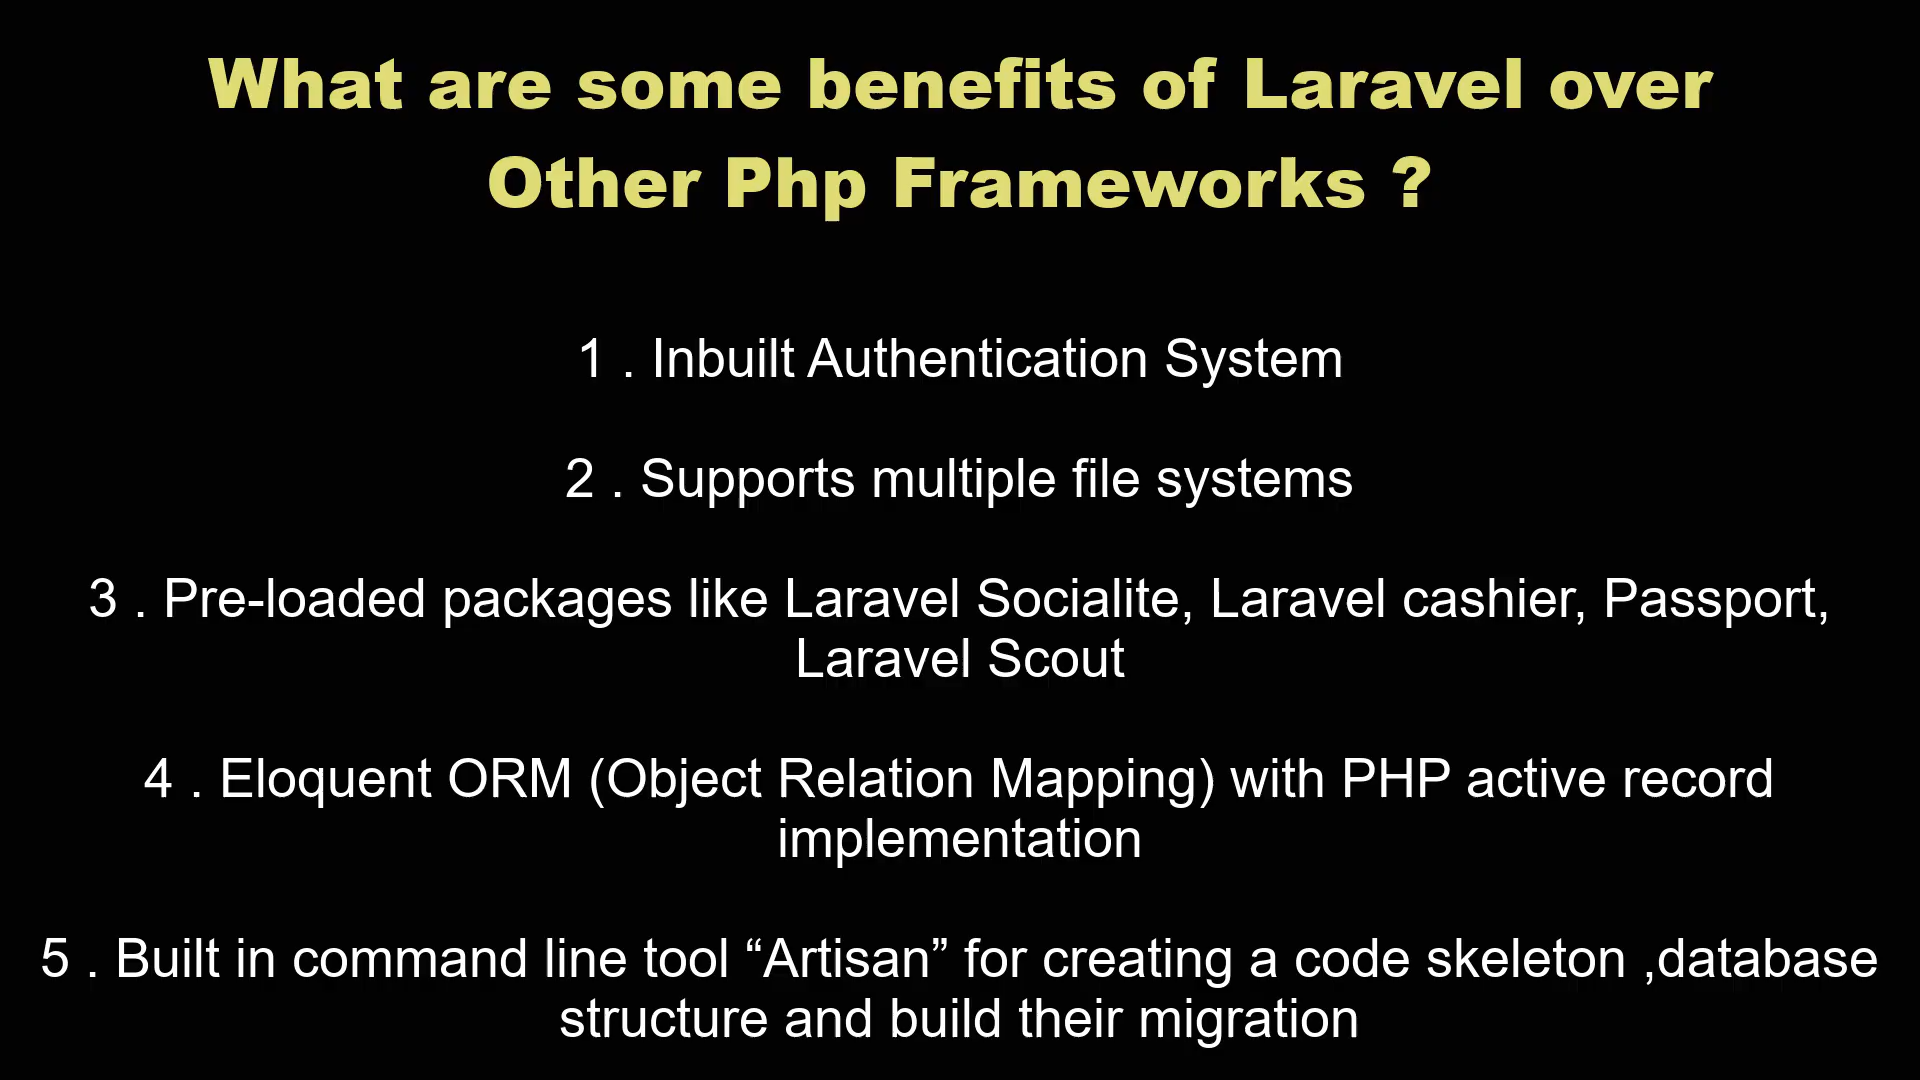 What are some benefits of Laravel over
Other Php Frameworks ?
1 . Inbuilt Authentication System
2 . Supports multiple file systems
3 . Pre-loaded packages like Laravel Socialite, Laravel cashier, Passport,
Laravel Scout
4 . Eloquent ORM (Object Relation Mapping) with PHP active record
implementation
5 . Built in command line tool “Artisan” for creating a code skeleton ,database
structure and build their migration